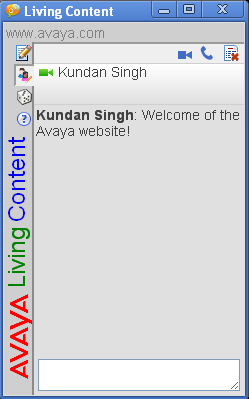 Living Content
www.avaya.com
Kundan Singh
Kundan Singh: Welcome of the
Avaya website!
AVAYA Living Content